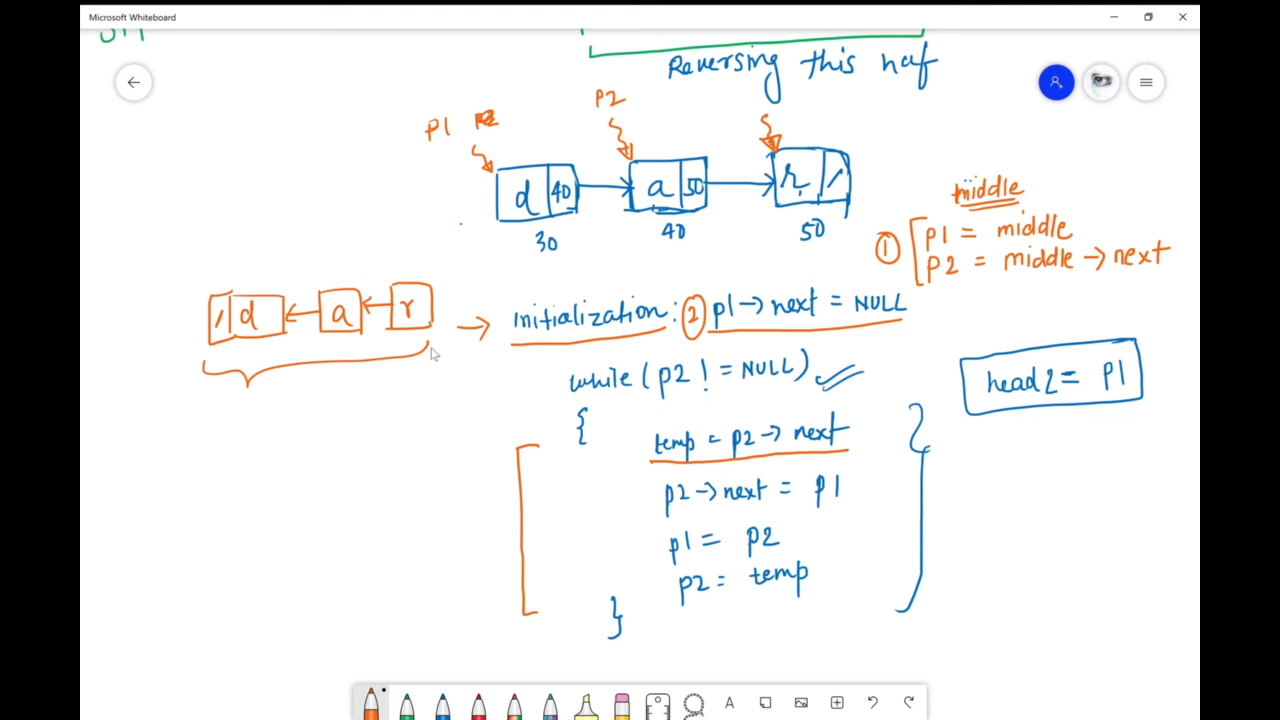 Microsoft Whiteboard
Reversing this haf
P1 P2
P2
d 40
a 50
r /
30
40
50
middle
① p1 = middle
p2 = middle → next
/ d a r
→ initialization: ② p1 → next = NULL
while (p2 != NULL)
{
temp = p2 → next
p2 → next = p1
p1 = p2
p2 = temp
}
head2 = p1
A